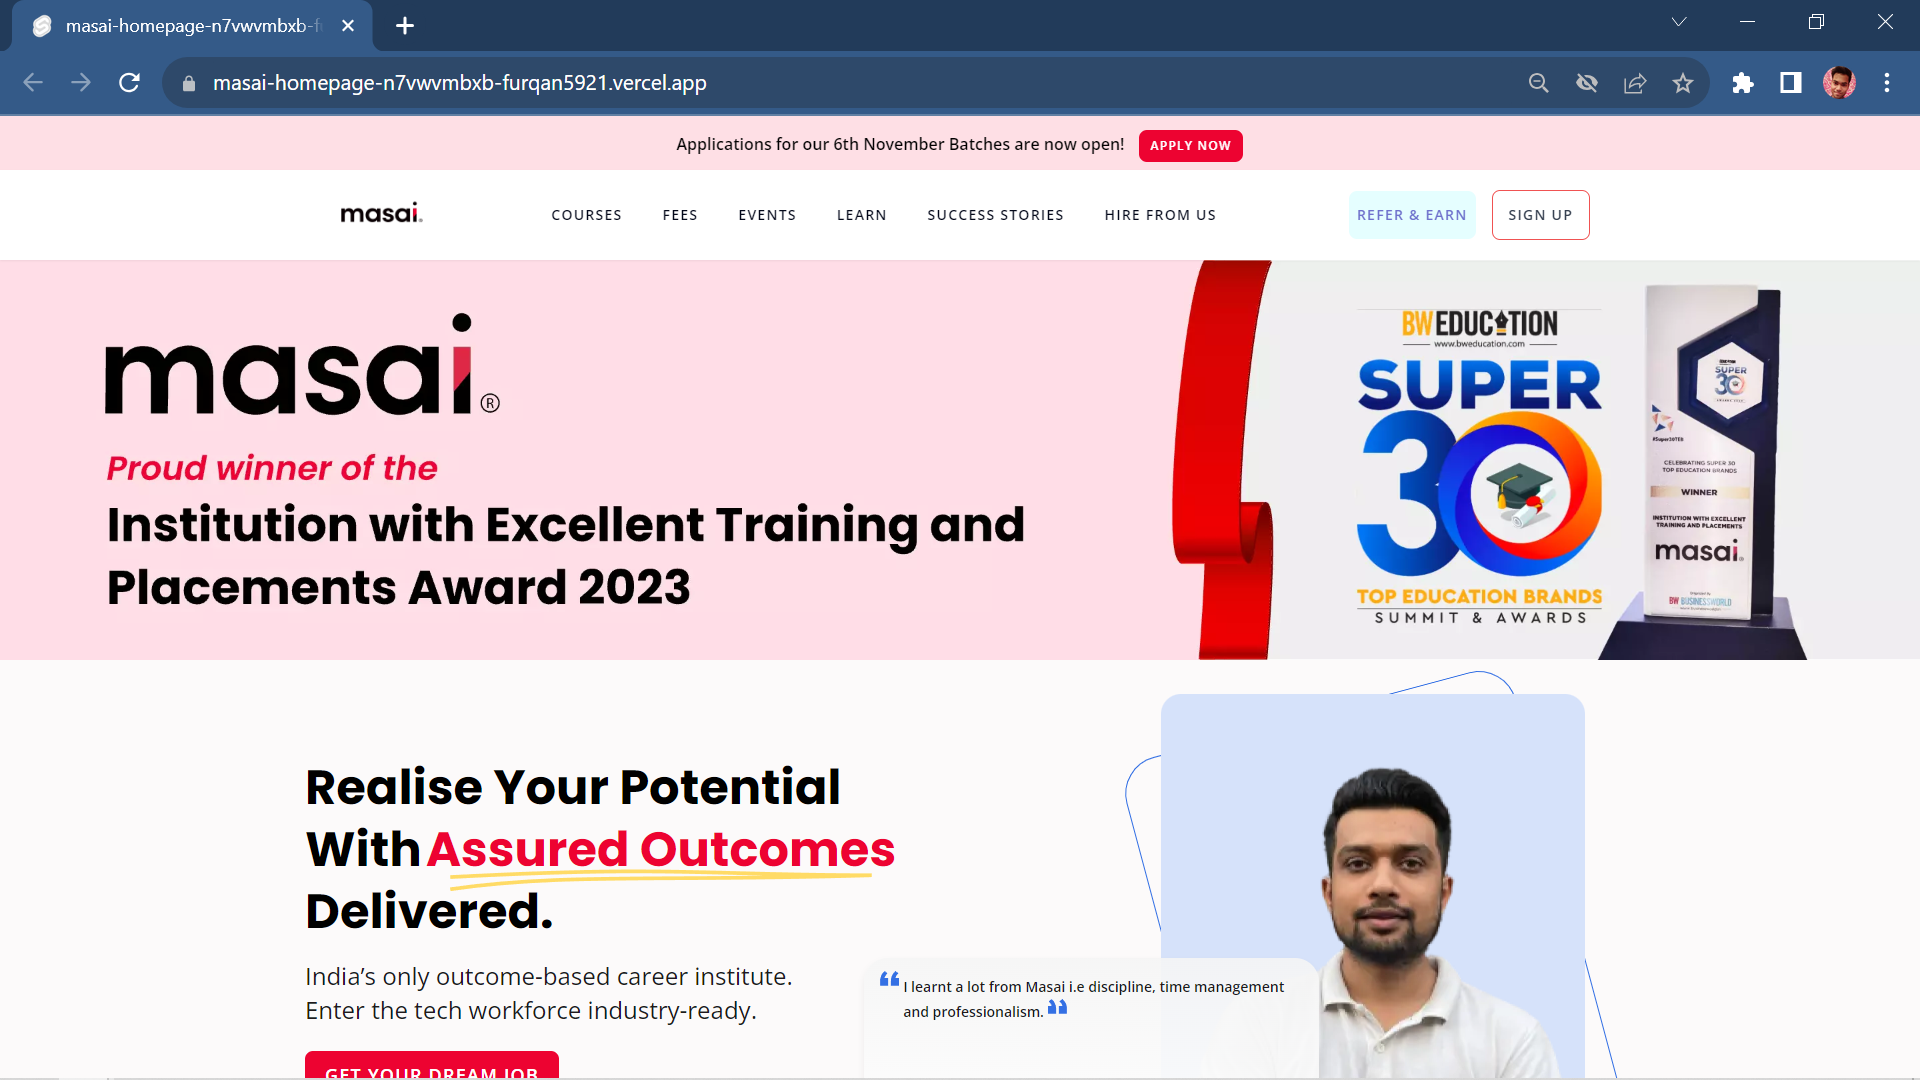 masai-homepage-n7vwvmbxb-f
masai-homepage-n7vwvmbxb-furqan5921.vercel.app
Applications for our 6th November Batches are now open! APPLY NOW
masai.
COURSES FEES EVENTS LEARN SUCCESS STORIES HIRE FROM US REFER & EARN SIGN UP
masai®
Proud winner of the
Institution with Excellent Training and
Placements Award 2023
BW EDUCATION
www.bweducation.com
SUPER
30
TOP EDUCATION BRANDS
SUMMIT & AWARDS
SUPER
30
#Super30TEB
CELEBRATING SUPER 30
TOP EDUCATION BRANDS
WINNER
INSTITUTION WITH EXCELLENT
TRAINING AND PLACEMENTS
masai
BW BUSINESSWORLD
Realise Your Potential
With Assured Outcomes
Delivered.
India’s only outcome-based career institute.
Enter the tech workforce industry-ready.
“ I learnt a lot from Masai i.e discipline, time management
and professionalism. ”
GET YOUR DREAM JOB